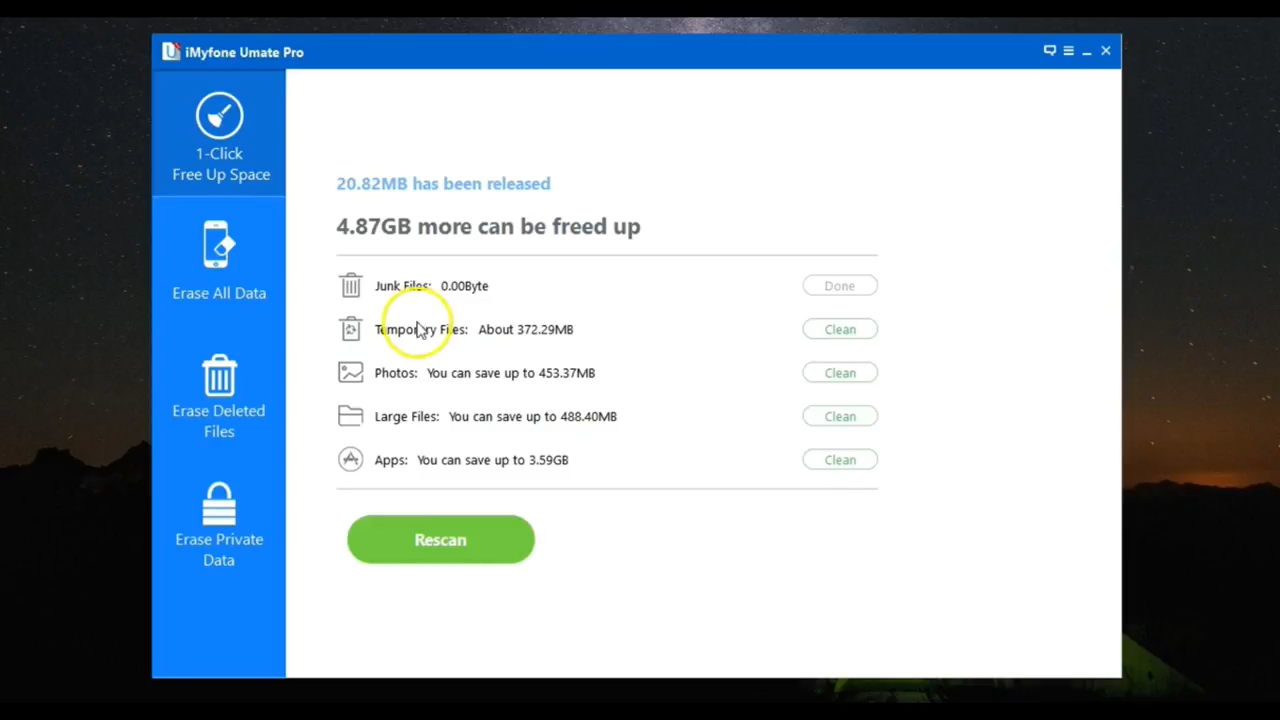 iMyfone Umate Pro
1-Click
Free Up Space
Erase All Data
Erase Deleted
Files
Erase Private
Data
20.82MB has been released
4.87GB more can be freed up
Junk Files: 0.00Byte
Done
Temporary Files: About 372.29MB
Clean
Photos: You can save up to 453.37MB
Clean
Large Files: You can save up to 488.40MB
Clean
Apps: You can save up to 3.59GB
Clean
Rescan